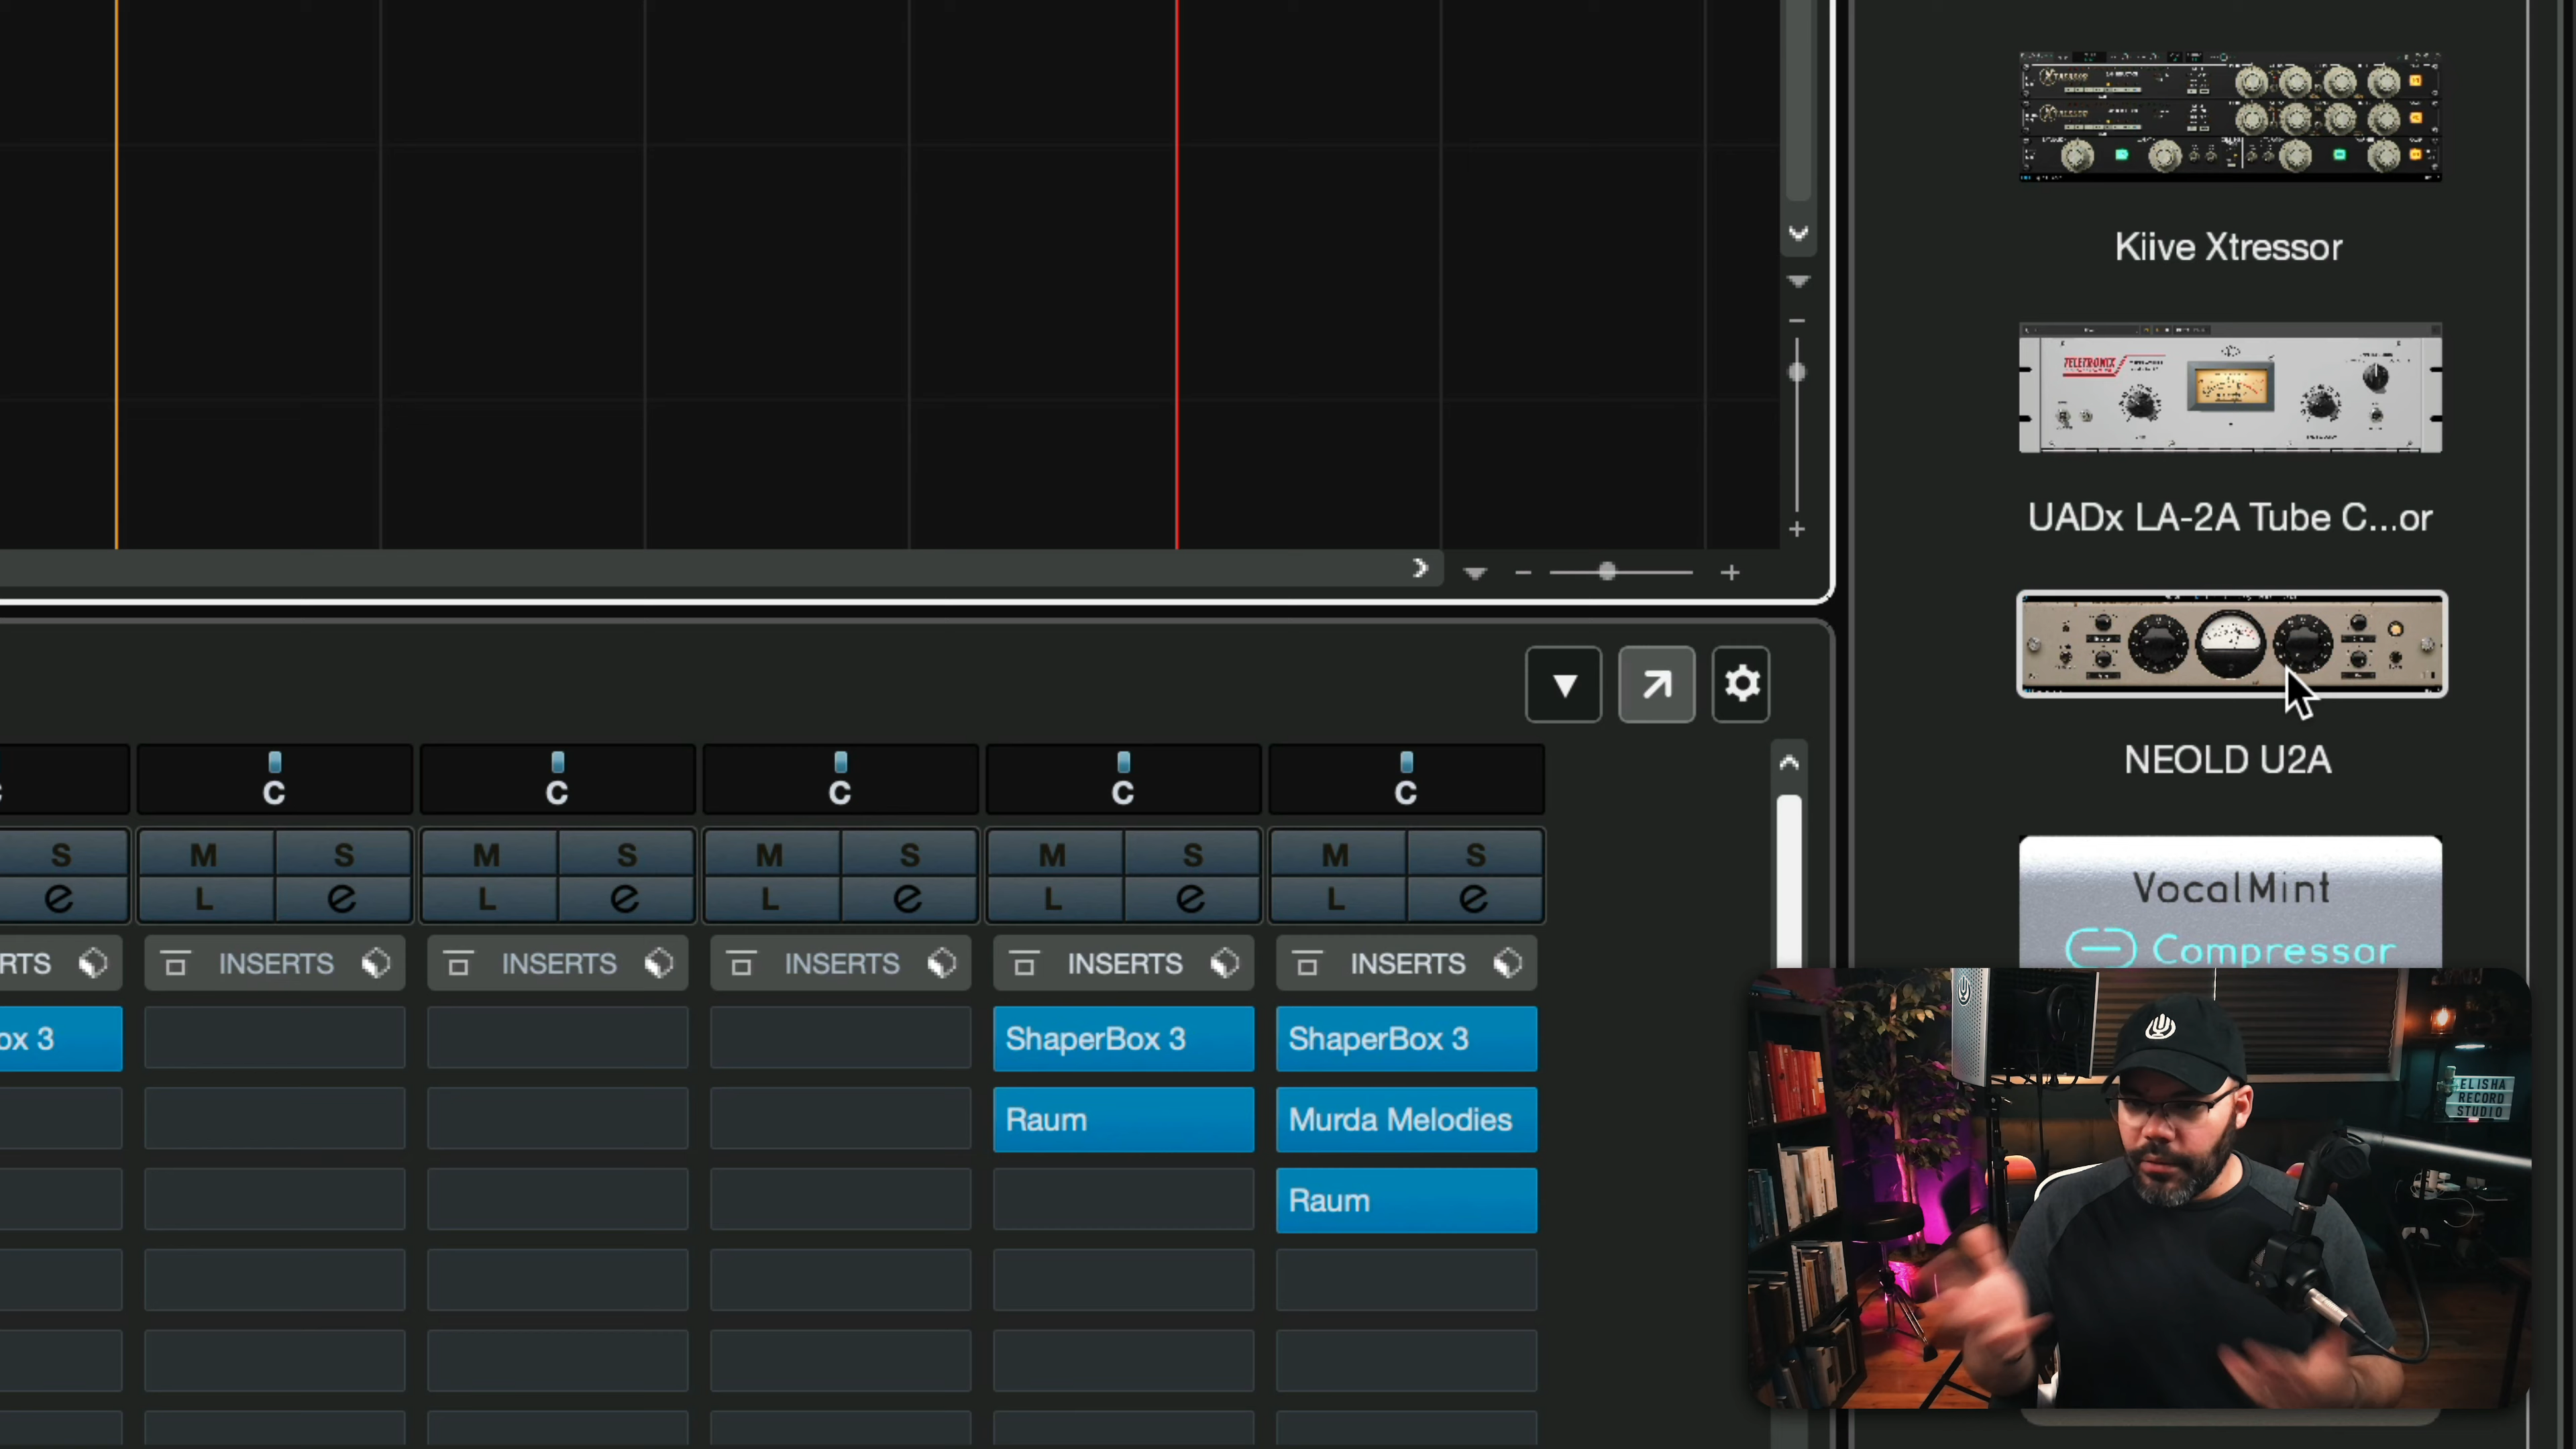 Kiive Xtressor
TELETRONIX
UADx LA-2A Tube C...or
NEOLD U2A
VocalMint
Compressor
C C C C C
S M S M S M S M S M S
e L e L e L e L e L e
RTS INSERTS INSERTS INSERTS INSERTS INSERTS
ox 3 ShaperBox 3 ShaperBox 3
Raum Murda Melodies
Raum
ELISHA
RECORD
STUDIO